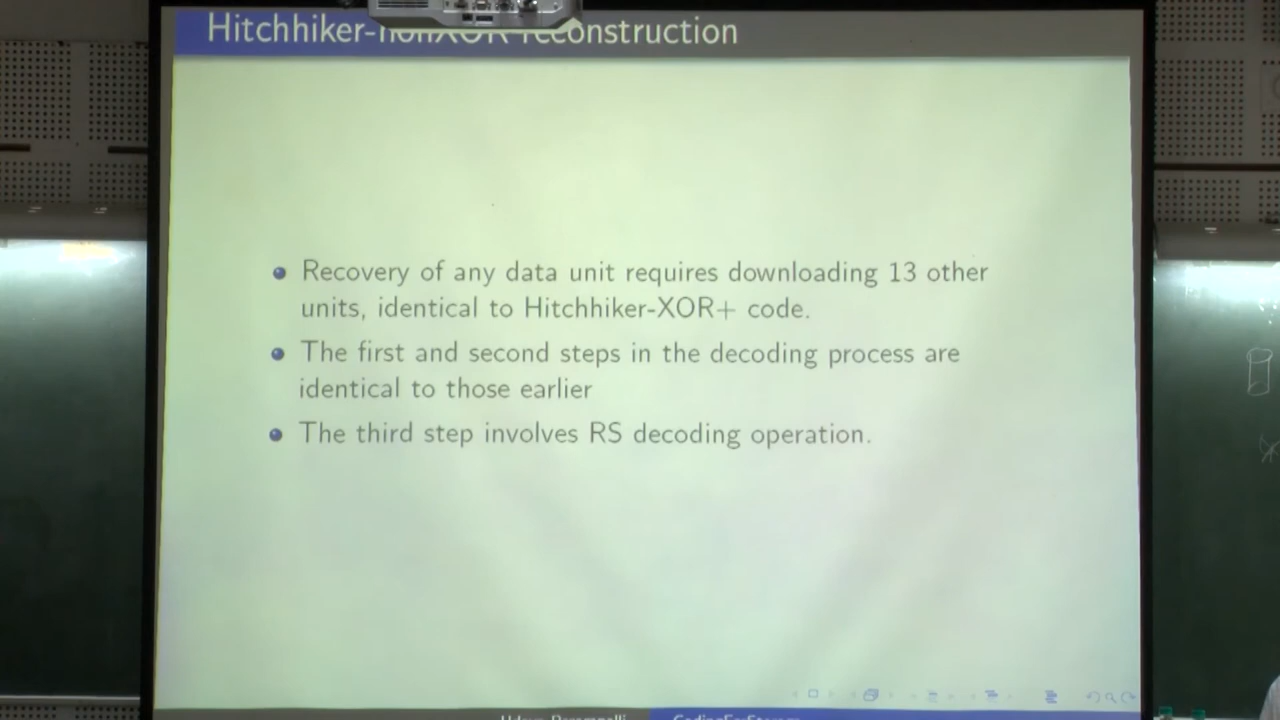 Hitchhiker-nonXOR reconstruction
Recovery of any data unit requires downloading 13 other
units, identical to Hitchhiker-XOR+ code.
The first and second steps in the decoding process are
identical to those earlier
The third step involves RS decoding operation.